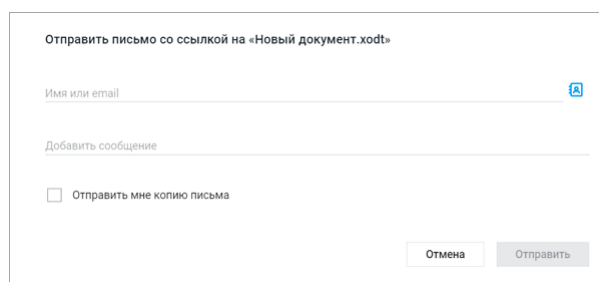 Отправить письмо со ссылкой на «Новый документ.xodt»
Имя или email
Добавить сообщение
Отправить мне копию письма
Отмена Отправить